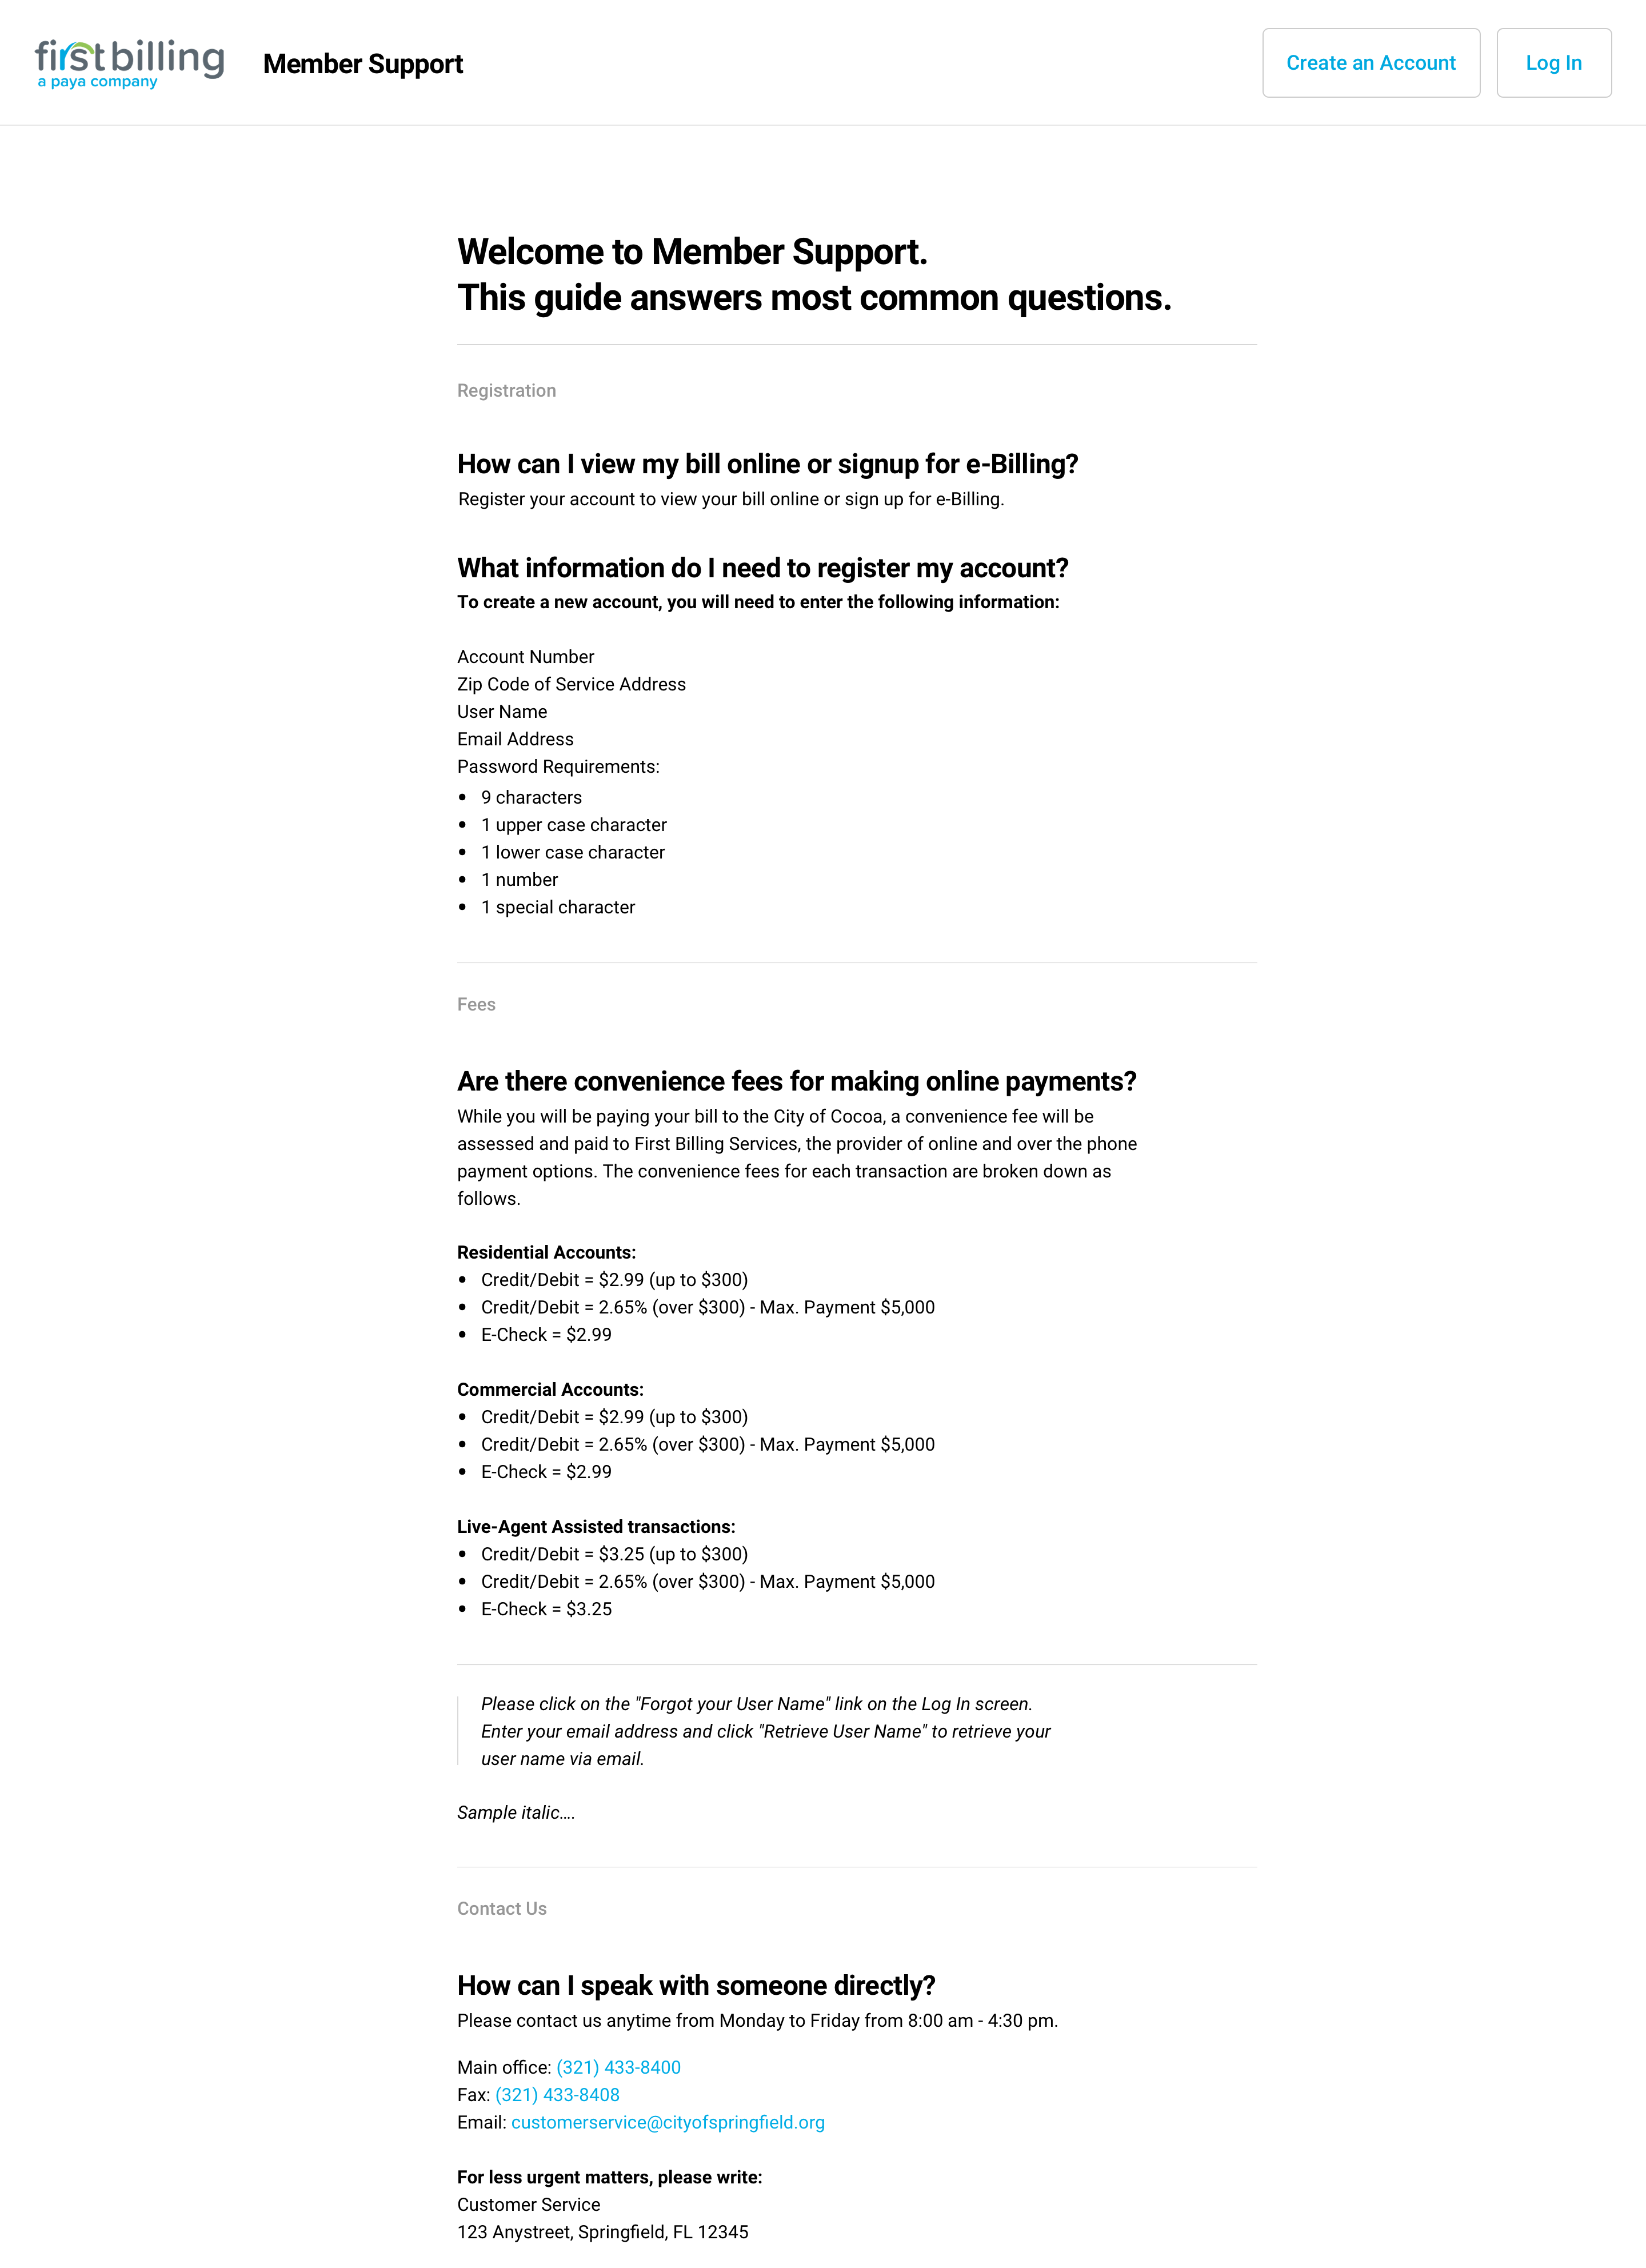 firstbilling
a paya company
Member Support
Create an Account
Log In
Welcome to Member Support.
This guide answers most common questions.
Registration
How can I view my bill online or signup for e-Billing?
Register your account to view your bill online or sign up for e-Billing.
What information do I need to register my account?
To create a new account, you will need to enter the following information:
Account Number
Zip Code of Service Address
User Name
Email Address
Password Requirements:
• 9 characters
• 1 upper case character
• 1 lower case character
• 1 number
• 1 special character
Fees
Are there convenience fees for making online payments?
While you will be paying your bill to the City of Cocoa, a convenience fee will be
assessed and paid to First Billing Services, the provider of online and over the phone
payment options. The convenience fees for each transaction are broken down as
follows.
Residential Accounts:
• Credit/Debit = $2.99 (up to $300)
• Credit/Debit = 2.65% (over $300) - Max. Payment $5,000
• E-Check = $2.99
Commercial Accounts:
• Credit/Debit = $2.99 (up to $300)
• Credit/Debit = 2.65% (over $300) - Max. Payment $5,000
• E-Check = $2.99
Live-Agent Assisted transactions:
• Credit/Debit = $3.25 (up to $300)
• Credit/Debit = 2.65% (over $300) - Max. Payment $5,000
• E-Check = $3.25
Please click on the "Forgot your User Name" link on the Log In screen.
Enter your email address and click "Retrieve User Name" to retrieve your
user name via email.
Sample italic....
Contact Us
How can I speak with someone directly?
Please contact us anytime from Monday to Friday from 8:00 am - 4:30 pm.
Main office: (321) 433-8400
Fax: (321) 433-8408
Email: customerservice@cityofspringfield.org
For less urgent matters, please write:
Customer Service
123 Anystreet, Springfield, FL 12345